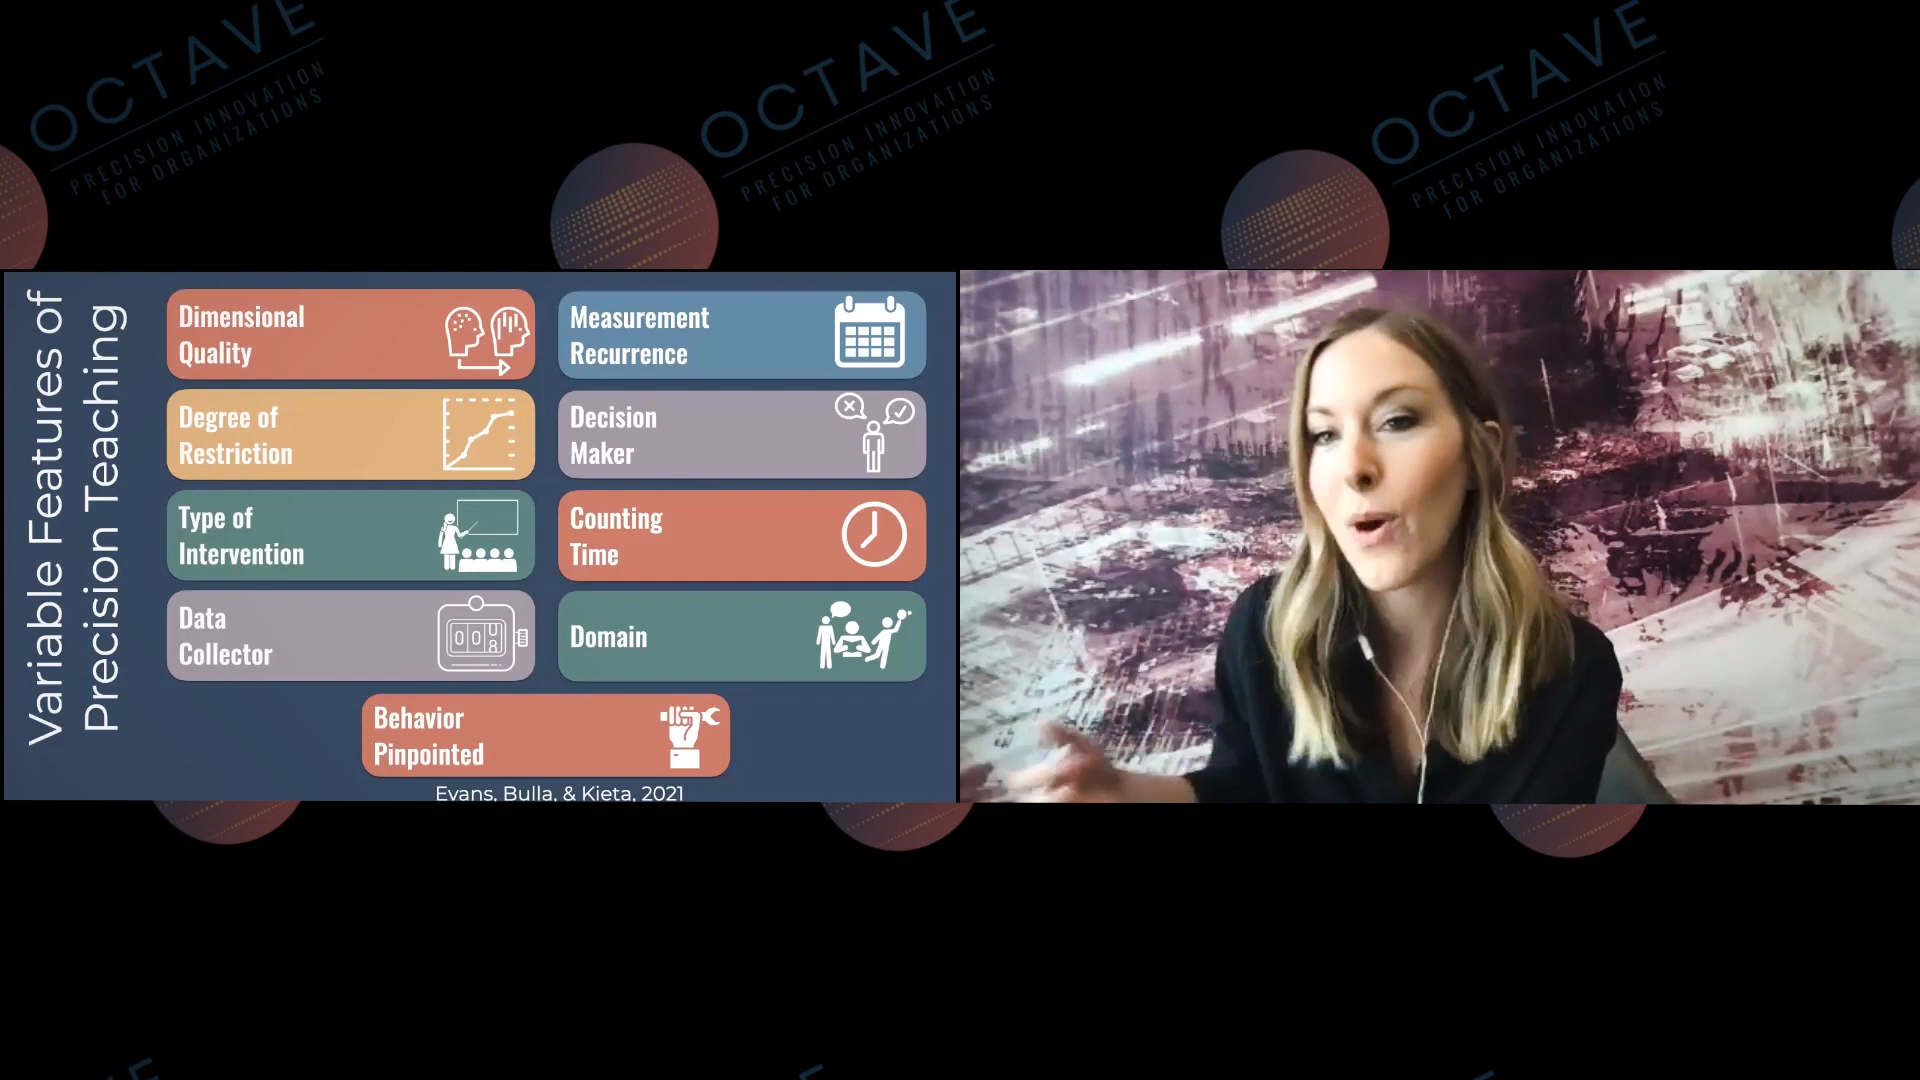 OCTAVE
PRECISION INNOVATION
FOR ORGANIZATIONS
OCTAVE
PRECISION INNOVATION
FOR ORGANIZATIONS
OCTAVE
PRECISION INNOVATION
FOR ORGANIZATIONS
Variable Features of
Precision Teaching
Dimensional
Quality
Measurement
Recurrence
Degree of
Restriction
Decision
Maker
Type of
Intervention
Counting
Time
Data
Collector
Domain
Behavior
Pinpointed
Evans, Bulla, & Kieta, 2021